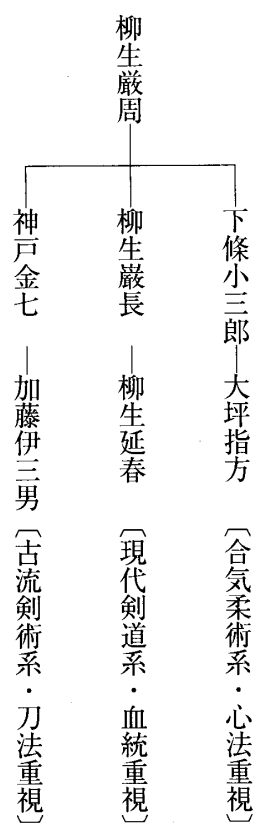 柳生厳周
下條小三郎―大坪指方〔合気柔術系・心法重視〕
柳生厳長―柳生延春〔現代剣道系・血統重視〕
神戸金七―加藤伊三男〔古流剣術系・刀法重視〕